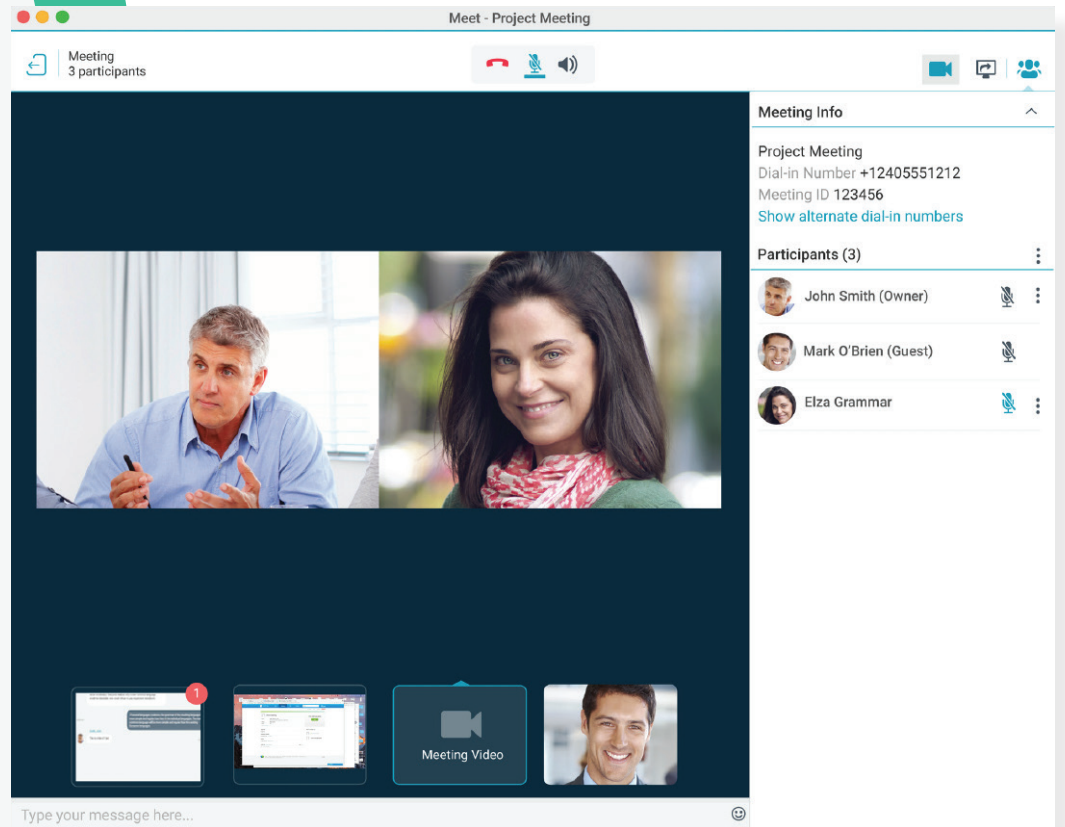 Meet - Project Meeting
Meeting
3 participants
Meeting Info
Project Meeting
Dial-in Number +12405551212
Meeting ID 123456
Show alternate dial-in numbers
Participants (3)
John Smith (Owner)
Mark O'Brien (Guest)
Elza Grammar
1
Meeting Video
Type your message here...